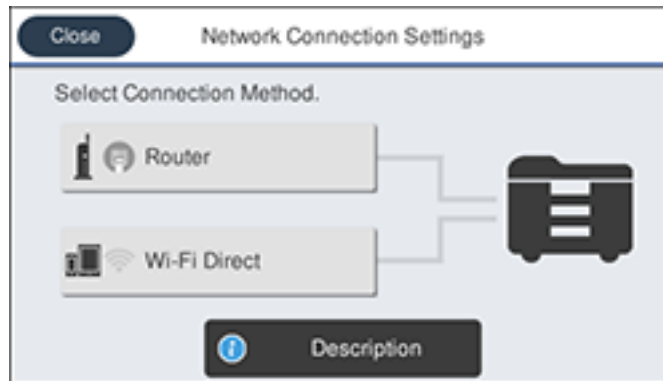 Close
Network Connection Settings
Select Connection Method.
Router
Wi-Fi Direct
Description